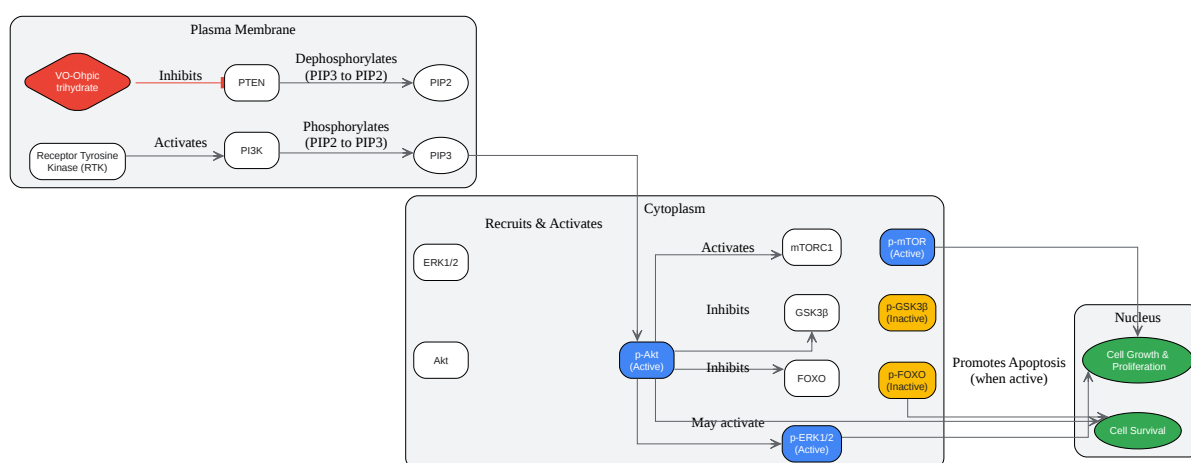 Plasma Membrane
VO-Ohpic
trihydrate
Inhibits
PTEN
Dephosphorylates
(PIP3 to PIP2)
PIP2
Receptor Tyrosine
Kinase (RTK)
Activates
PI3K
Phosphorylates
(PIP2 to PIP3)
PIP3
Cytoplasm
Recruits & Activates
ERK1/2
Akt
p-Akt
(Active)
Activates
mTORC1
p-mTOR
(Active)
Inhibits
GSK3β
p-GSK3β
(Inactive)
Inhibits
FOXO
p-FOXO
(Inactive)
May activate
p-ERK1/2
(Active)
Promotes Apoptosis
(when active)
Nucleus
Cell Growth &
Proliferation
Cell Survival